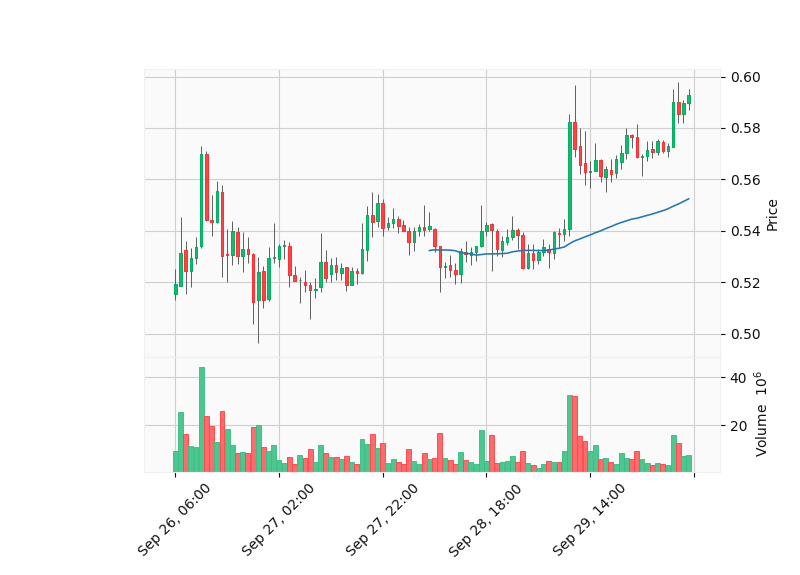 0.60
0.58
0.56
0.54
0.52
0.50
Price
40
20
Volume 10⁶
Sep 26, 06:00
Sep 27, 02:00
Sep 27, 22:00
Sep 28, 18:00
Sep 29, 14:00